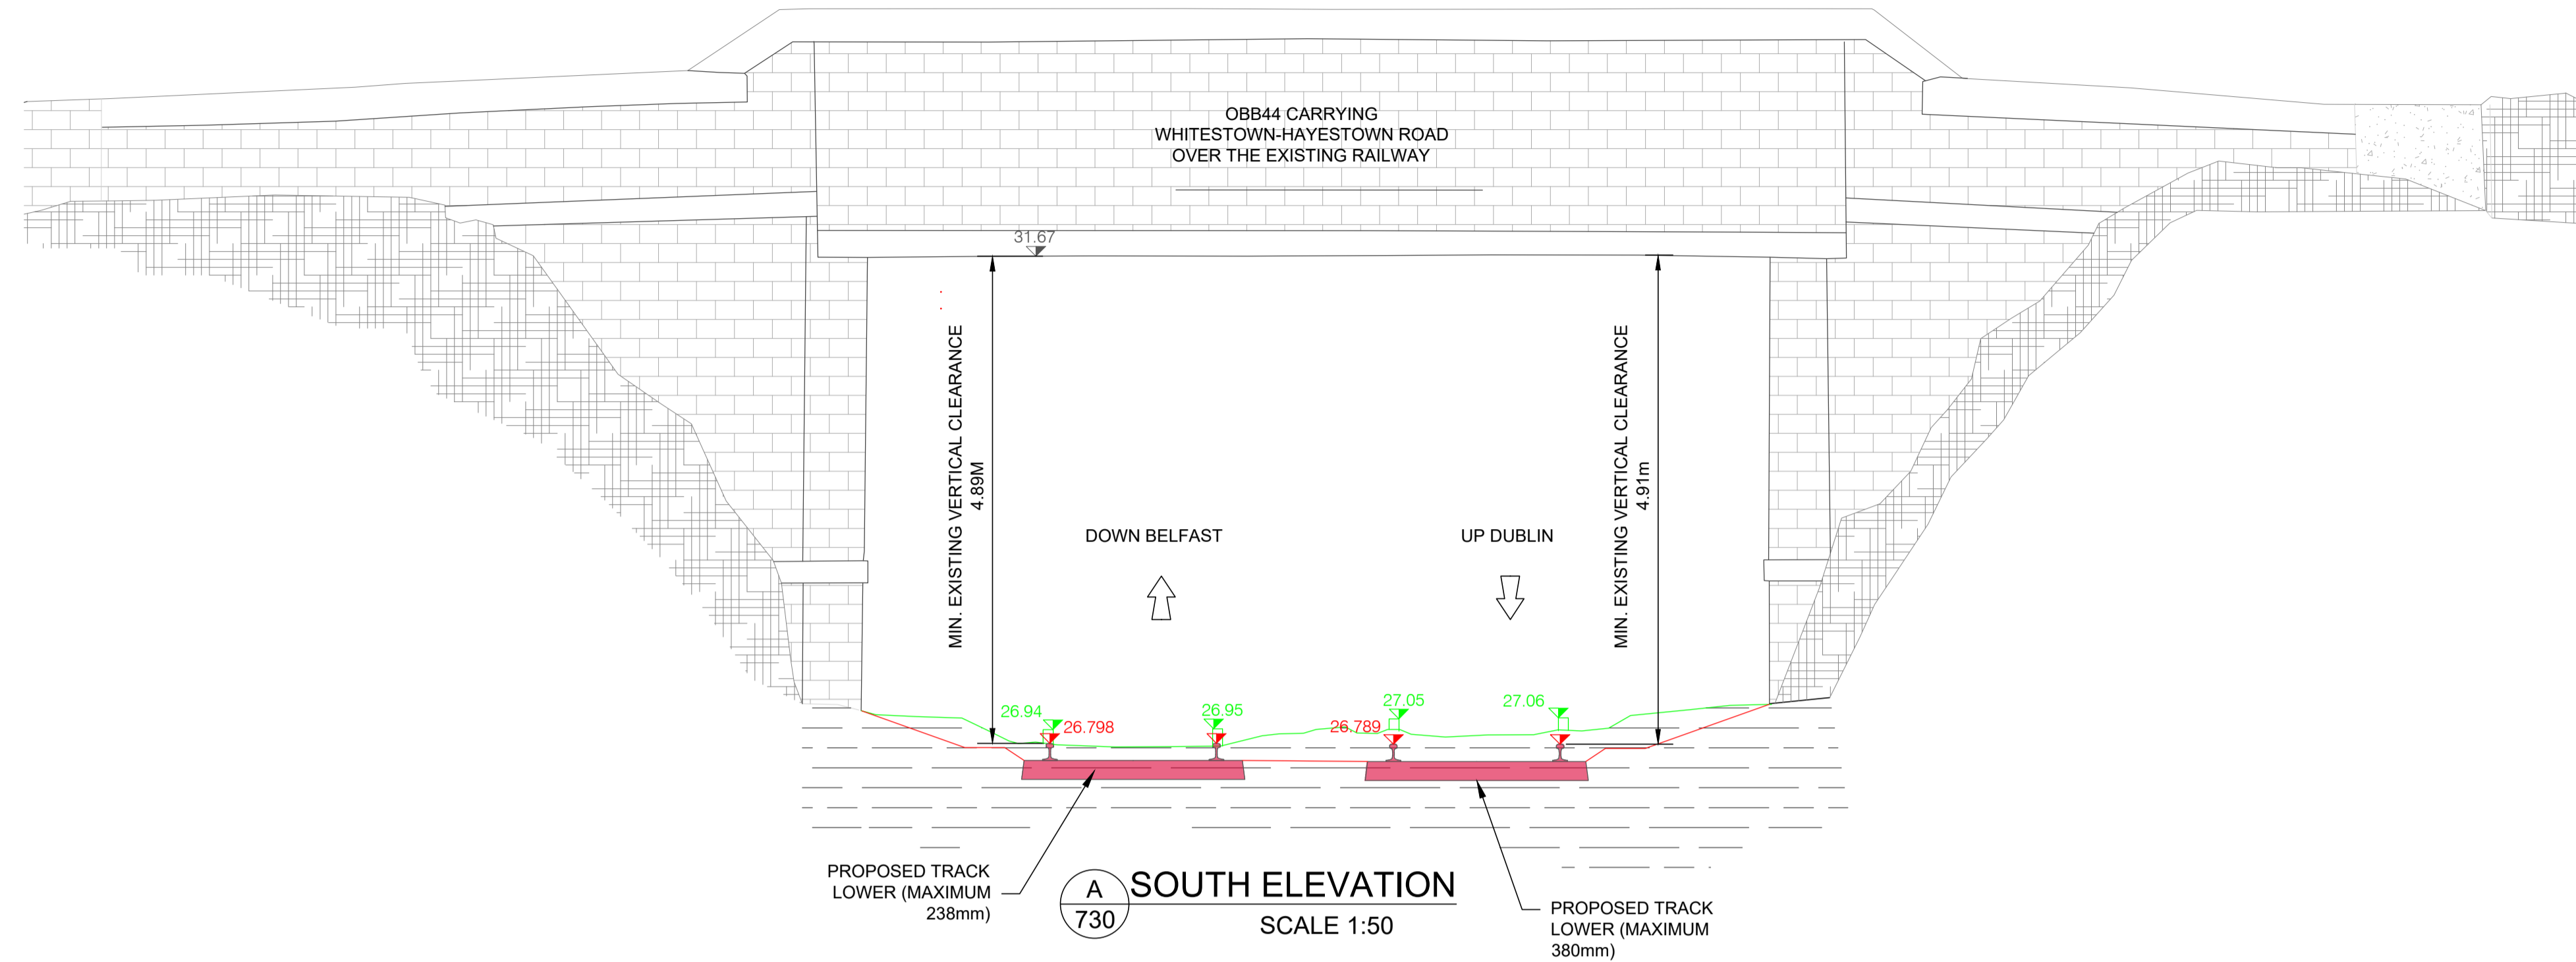 OBB44 CARRYING
WHITESTOWN-HAYESTOWN ROAD
OVER THE EXISTING RAILWAY
31.67
MIN. EXISTING VERTICAL CLEARANCE
4.89M
MIN. EXISTING VERTICAL CLEARANCE
4.91m
DOWN BELFAST
UP DUBLIN
26.94
26.798
26.95
27.05
26.789
27.06
PROPOSED TRACK
LOWER (MAXIMUM
238mm)
A
730
SOUTH ELEVATION
SCALE 1:50
PROPOSED TRACK
LOWER (MAXIMUM
380mm)